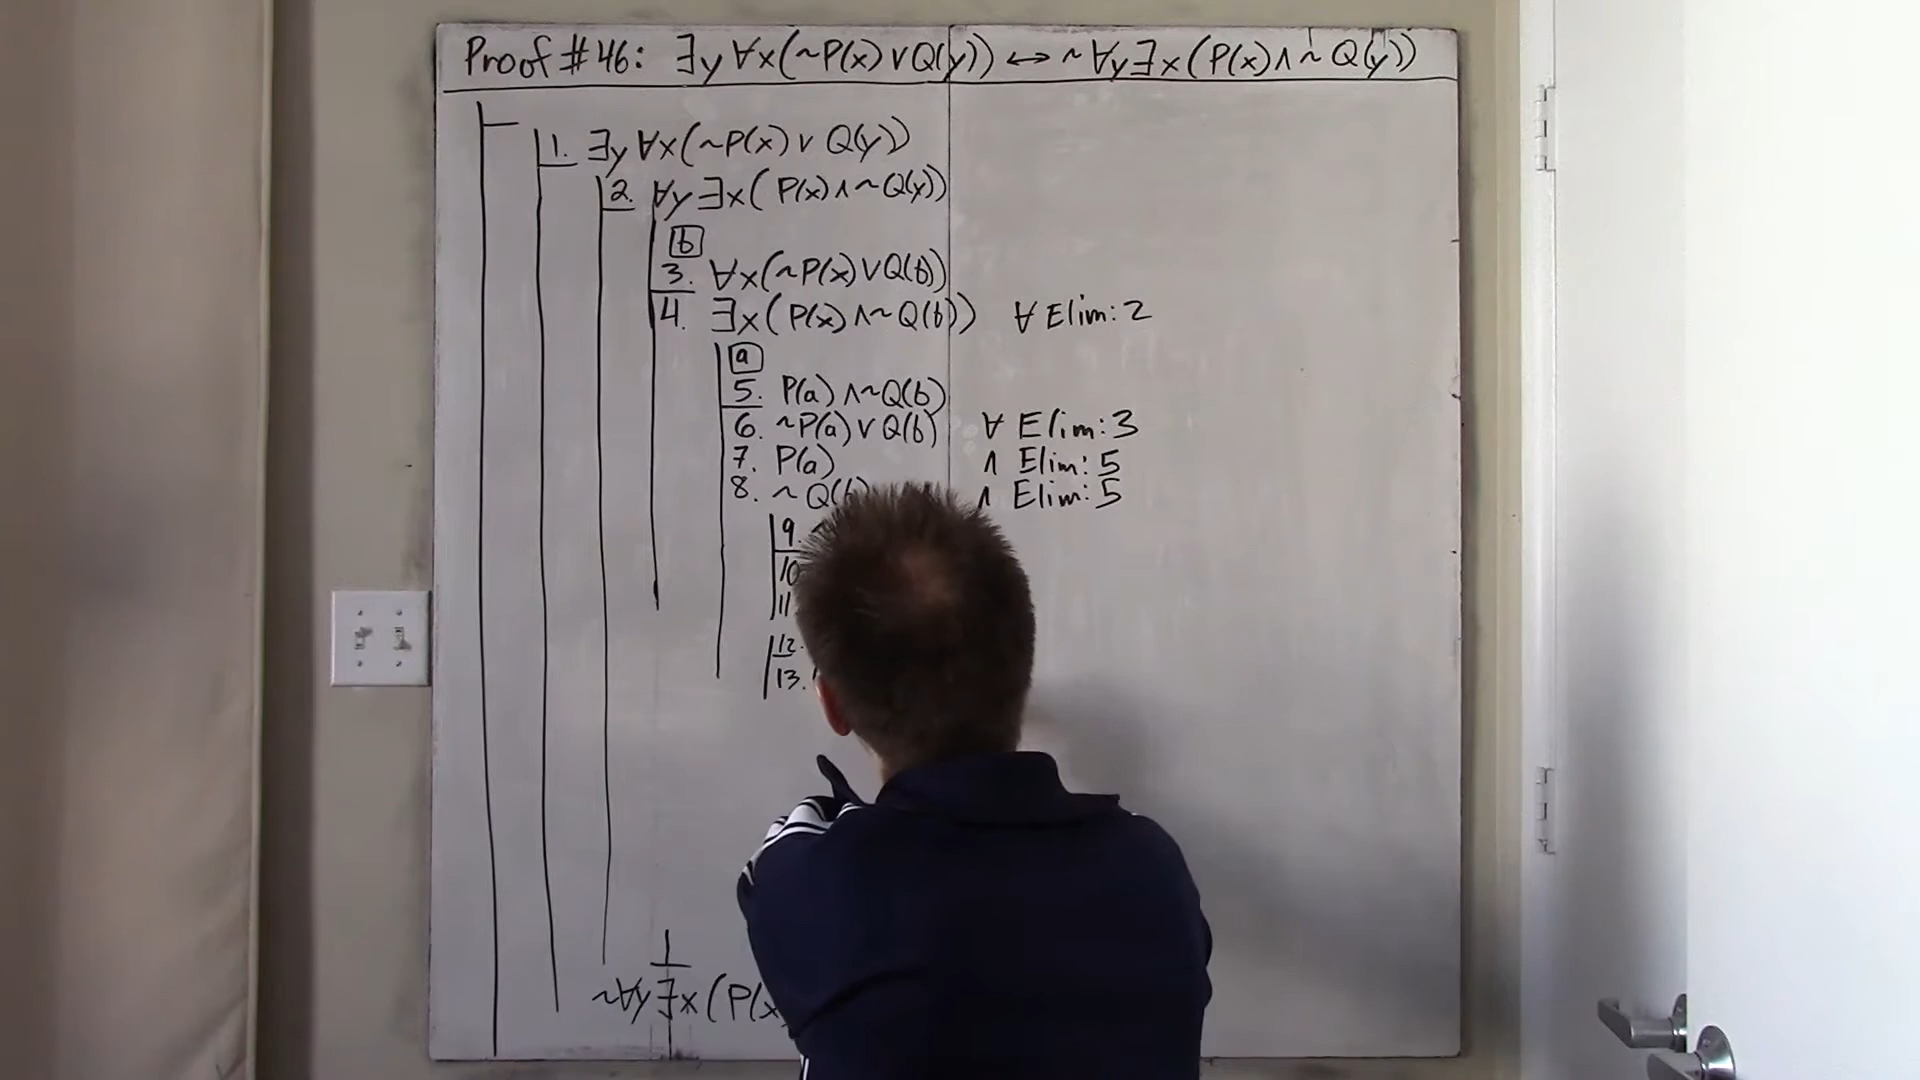 Proof #46: ∃y∀x(~P(x)∨Q(y))↔~∀y∃x(P(x)∧~Q(y))
1. ∃y∀x(~P(x)∨Q(y))
2. ∀y∃x(P(x)∧~Q(y))
b
3. ∀x(~P(x)∨Q(b))
4. ∃x(P(x)∧~Q(b)) ∀ Elim: 2
a
5. P(a)∧~Q(b)
6. ~P(a)∨Q(b) ∀ Elim: 3
7. P(a) ∧ Elim: 5
8. ~Q(b ∧ Elim: 5
9.
10
11
12.
13.
⊥
~∀y∃x(P(x